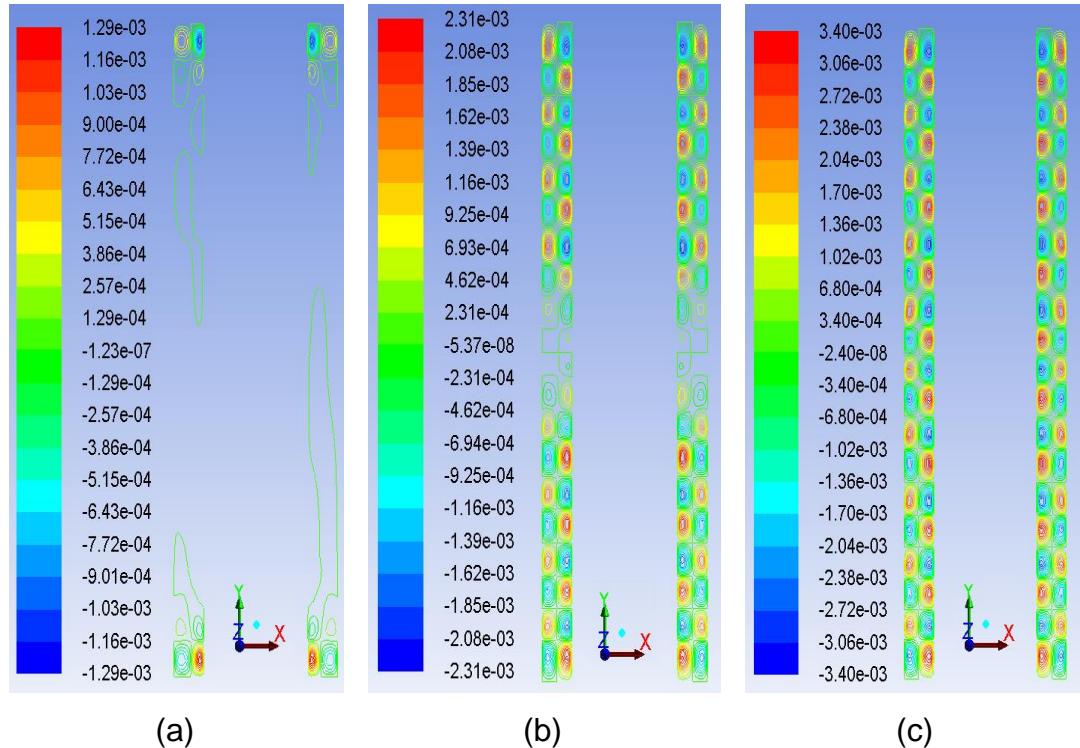 1.29e-03
1.16e-03
1.03e-03
9.00e-04
7.72e-04
6.43e-04
5.15e-04
3.86e-04
2.57e-04
1.29e-04
-1.23e-07
-1.29e-04
-2.57e-04
-3.86e-04
-5.15e-04
-6.43e-04
-7.72e-04
-9.01e-04
-1.03e-03
-1.16e-03
-1.29e-03
Y
Z
X
(a)
2.31e-03
2.08e-03
1.85e-03
1.62e-03
1.39e-03
1.16e-03
9.25e-04
6.93e-04
4.62e-04
2.31e-04
-5.37e-08
-2.31e-04
-4.62e-04
-6.94e-04
-9.25e-04
-1.16e-03
-1.39e-03
-1.62e-03
-1.85e-03
-2.08e-03
-2.31e-03
Y
Z
X
(b)
3.40e-03
3.06e-03
2.72e-03
2.38e-03
2.04e-03
1.70e-03
1.36e-03
1.02e-03
6.80e-04
3.40e-04
-2.40e-08
-3.40e-04
-6.80e-04
-1.02e-03
-1.36e-03
-1.70e-03
-2.04e-03
-2.38e-03
-2.72e-03
-3.06e-03
-3.40e-03
Y
Z
X
(c)